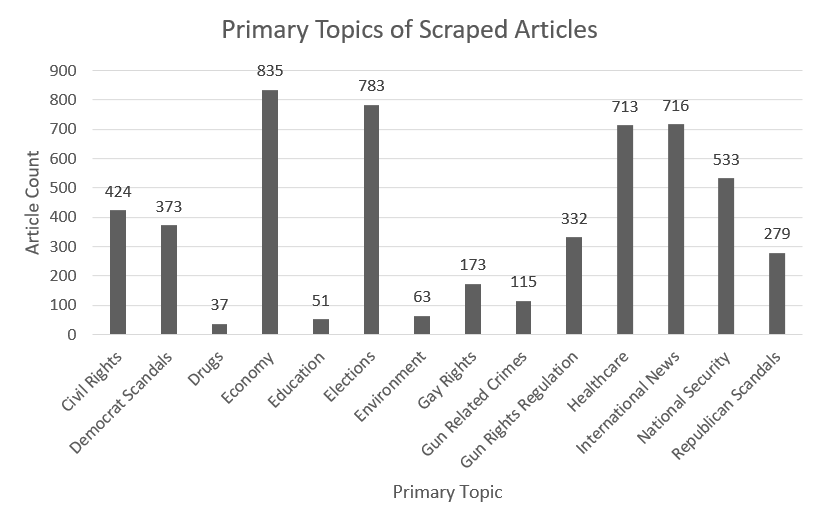 Primary Topics of Scraped Articles
Article Count
900
800
700
600
500
400
300
200
100
0
424
373
37
835
51
783
63
173
115
332
713
716
533
279
Civil Rights
Democrat Scandals
Drugs
Economy
Education
Elections
Environment
Gay Rights
Gun Related Crimes
Gun Rights Regulation
Healthcare
International News
National Security
Republican Scandals
Primary Topic